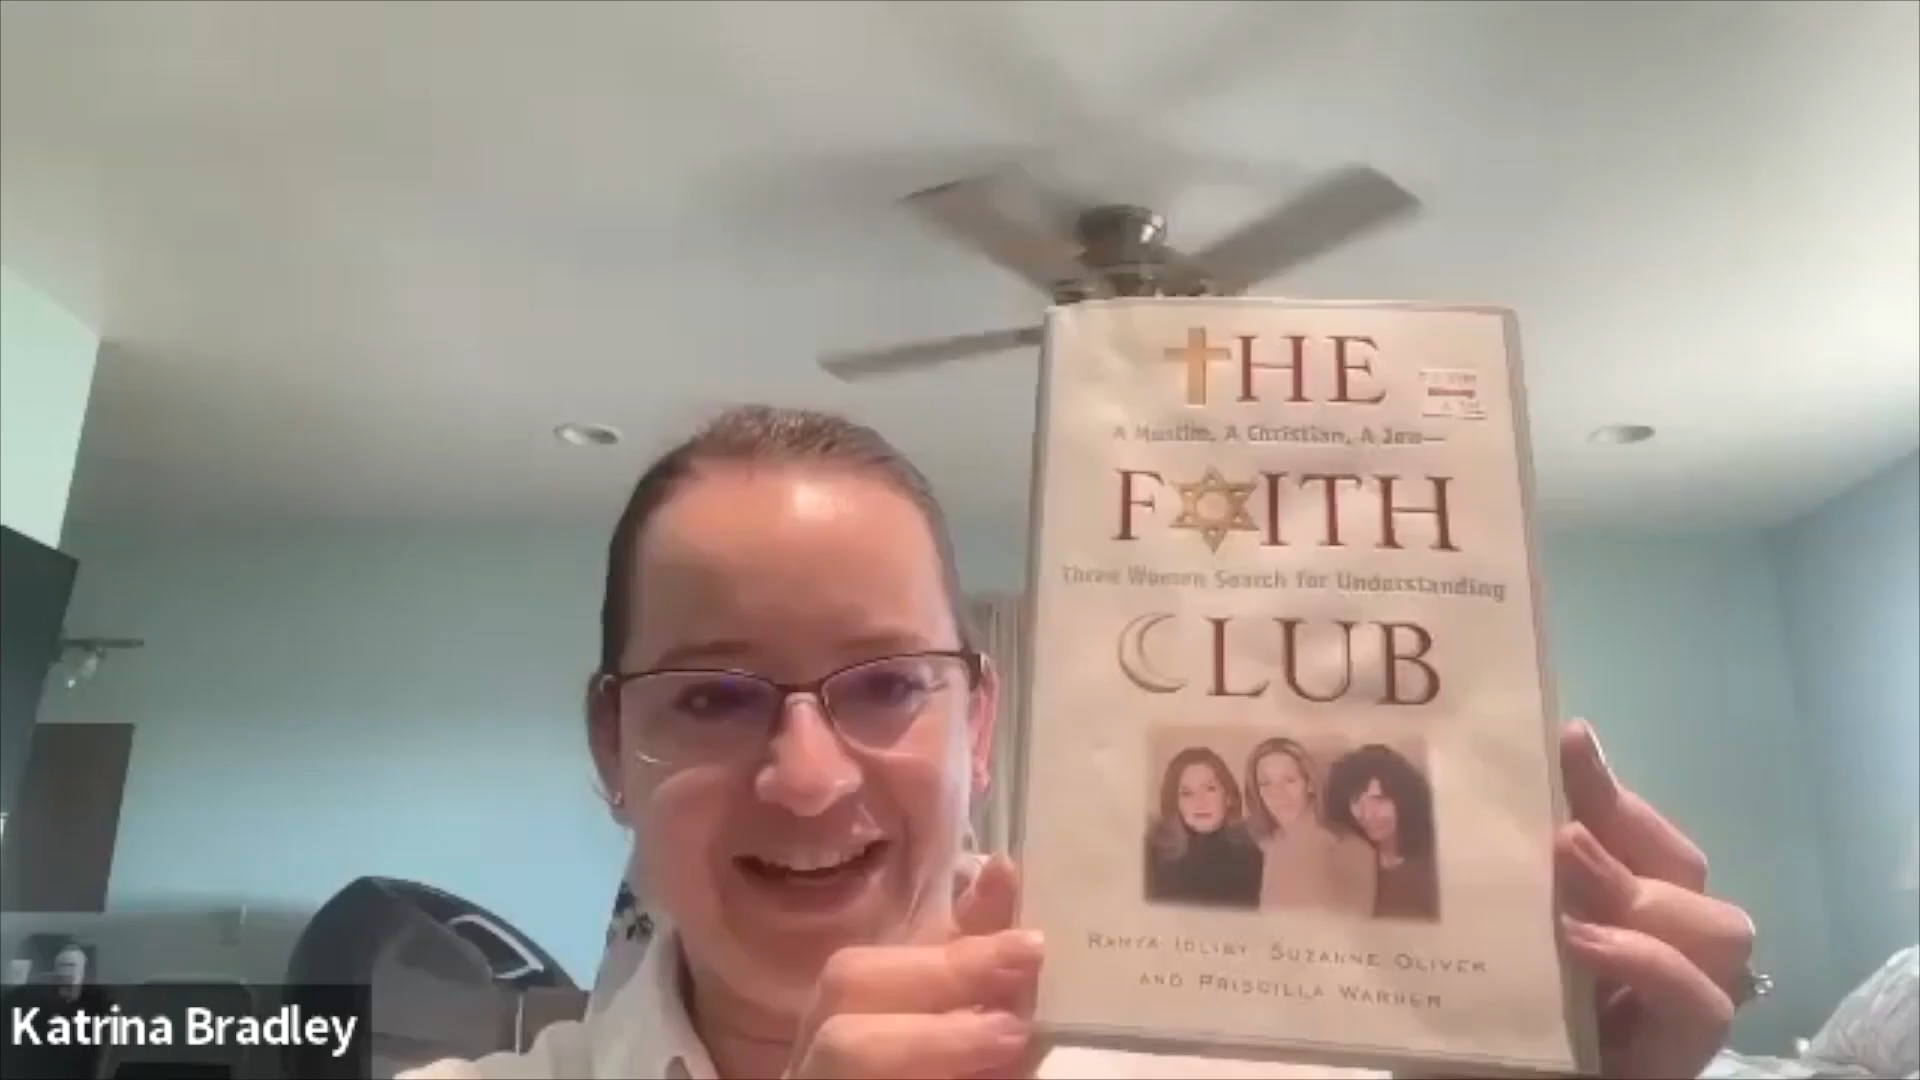 THE
A Muslim, A Christian, A Jew—
FAITH
Three Women Search for Understanding
CLUB
RANYA IDLIBY, SUZANNE OLIVER
AND PRISCILLA WARNER
Katrina Bradley